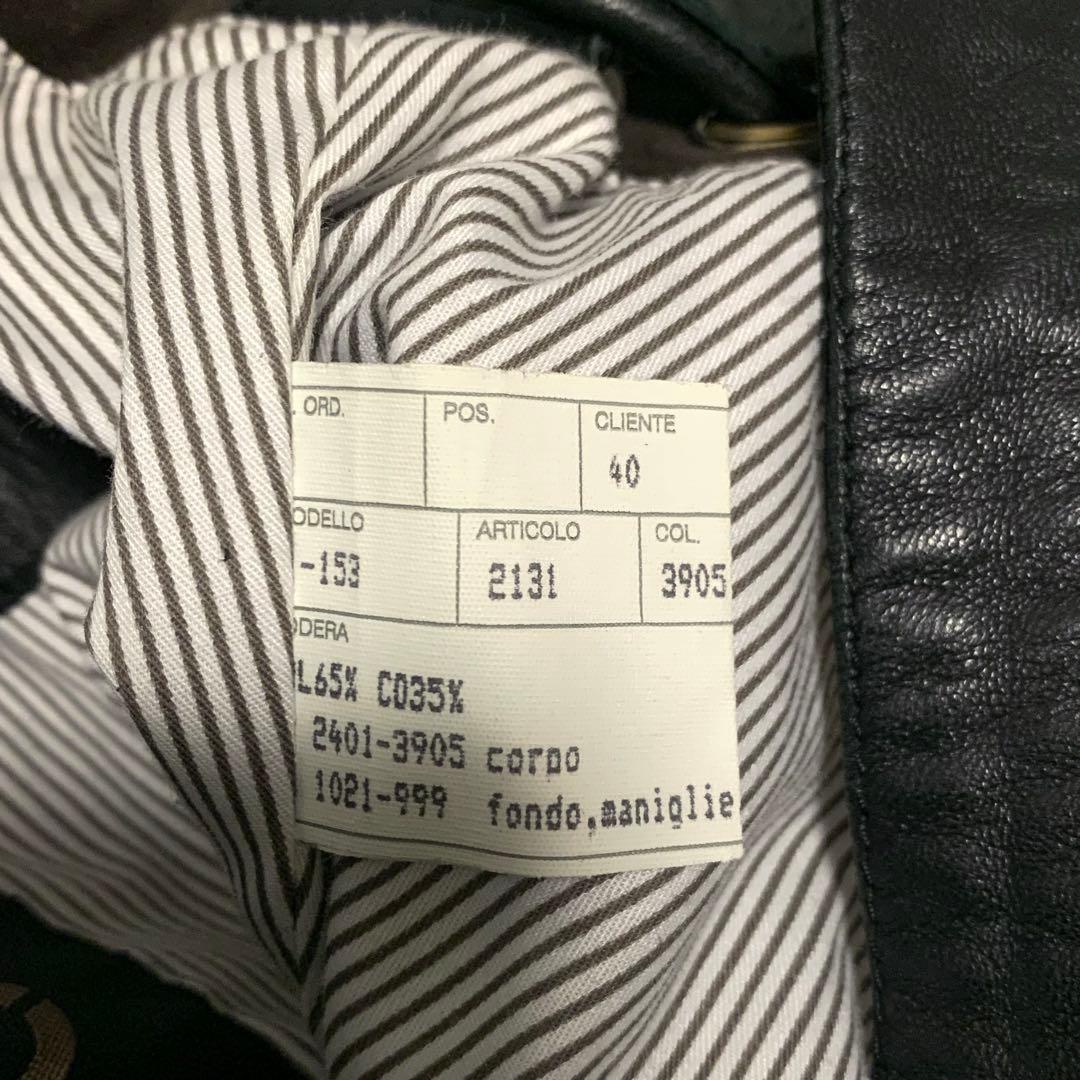 . ORD. POS. CLIENTE
40
ODELLO ARTICOLO COL.
-153 2131 3905
ODERA
L65% CO35%
2401-3905 corpo
1021-999 fondo,maniglie